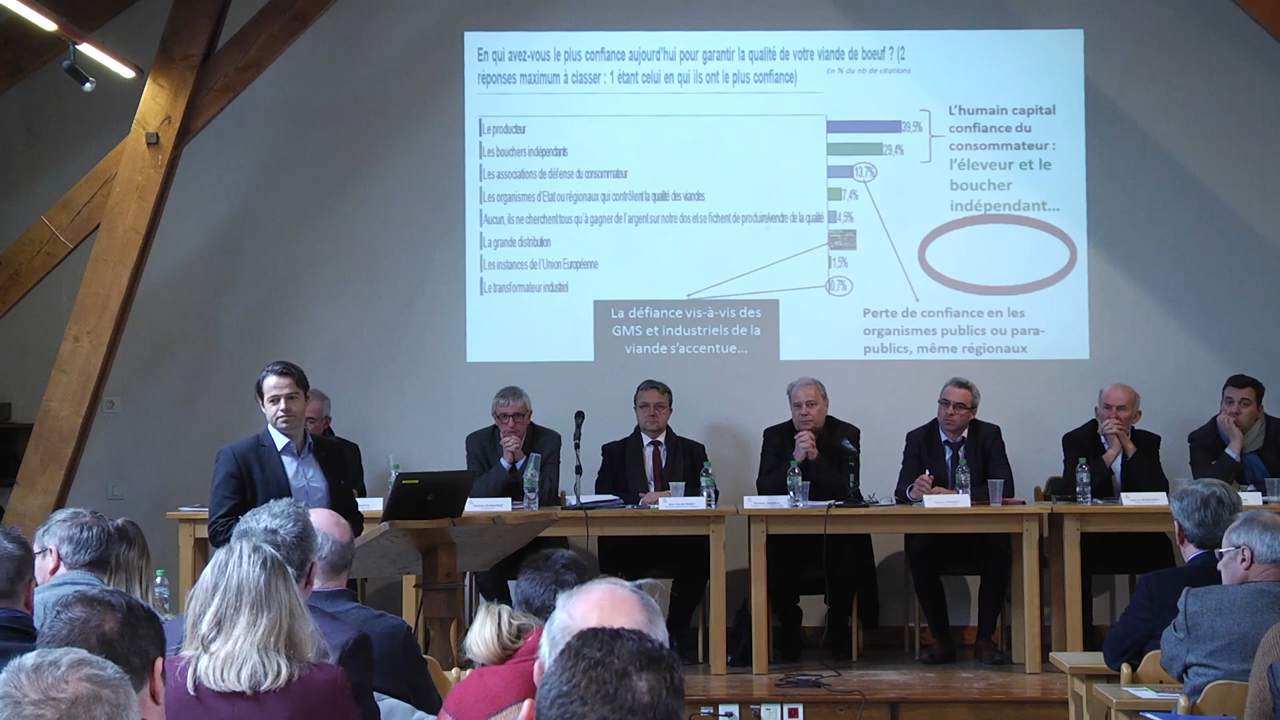 En qui avez-vous le plus confiance aujourd'hui pour garantir la qualité de votre viande de boeuf ? (2
réponses maximum à classer : 1 étant celui en qui ils ont le plus confiance)
En % du nb de citations
Le producteur
39,5%
Les bouchers indépendants
29,4%
Les associations de défense du consommateur
13,7%
Les organismes d'Etat ou régionaux qui contrôlent la qualité des viandes
7,4%
Aucun, ils ne cherchent tous qu'à gagner de l'argent sur notre dos et se fichent de produire/vendre de la qualité
4,5%
La grande distribution
Les instances de l'Union Européenne
1,5%
Le transformateur industriel
0,7%
L'humain capital
confiance du
consommateur :
l'éleveur et le
boucher
indépendant...
La défiance vis-à-vis des
GMS et industriels de la
viande s'accentue...
Perte de confiance en les
organismes publics ou para-
publics, même régionaux